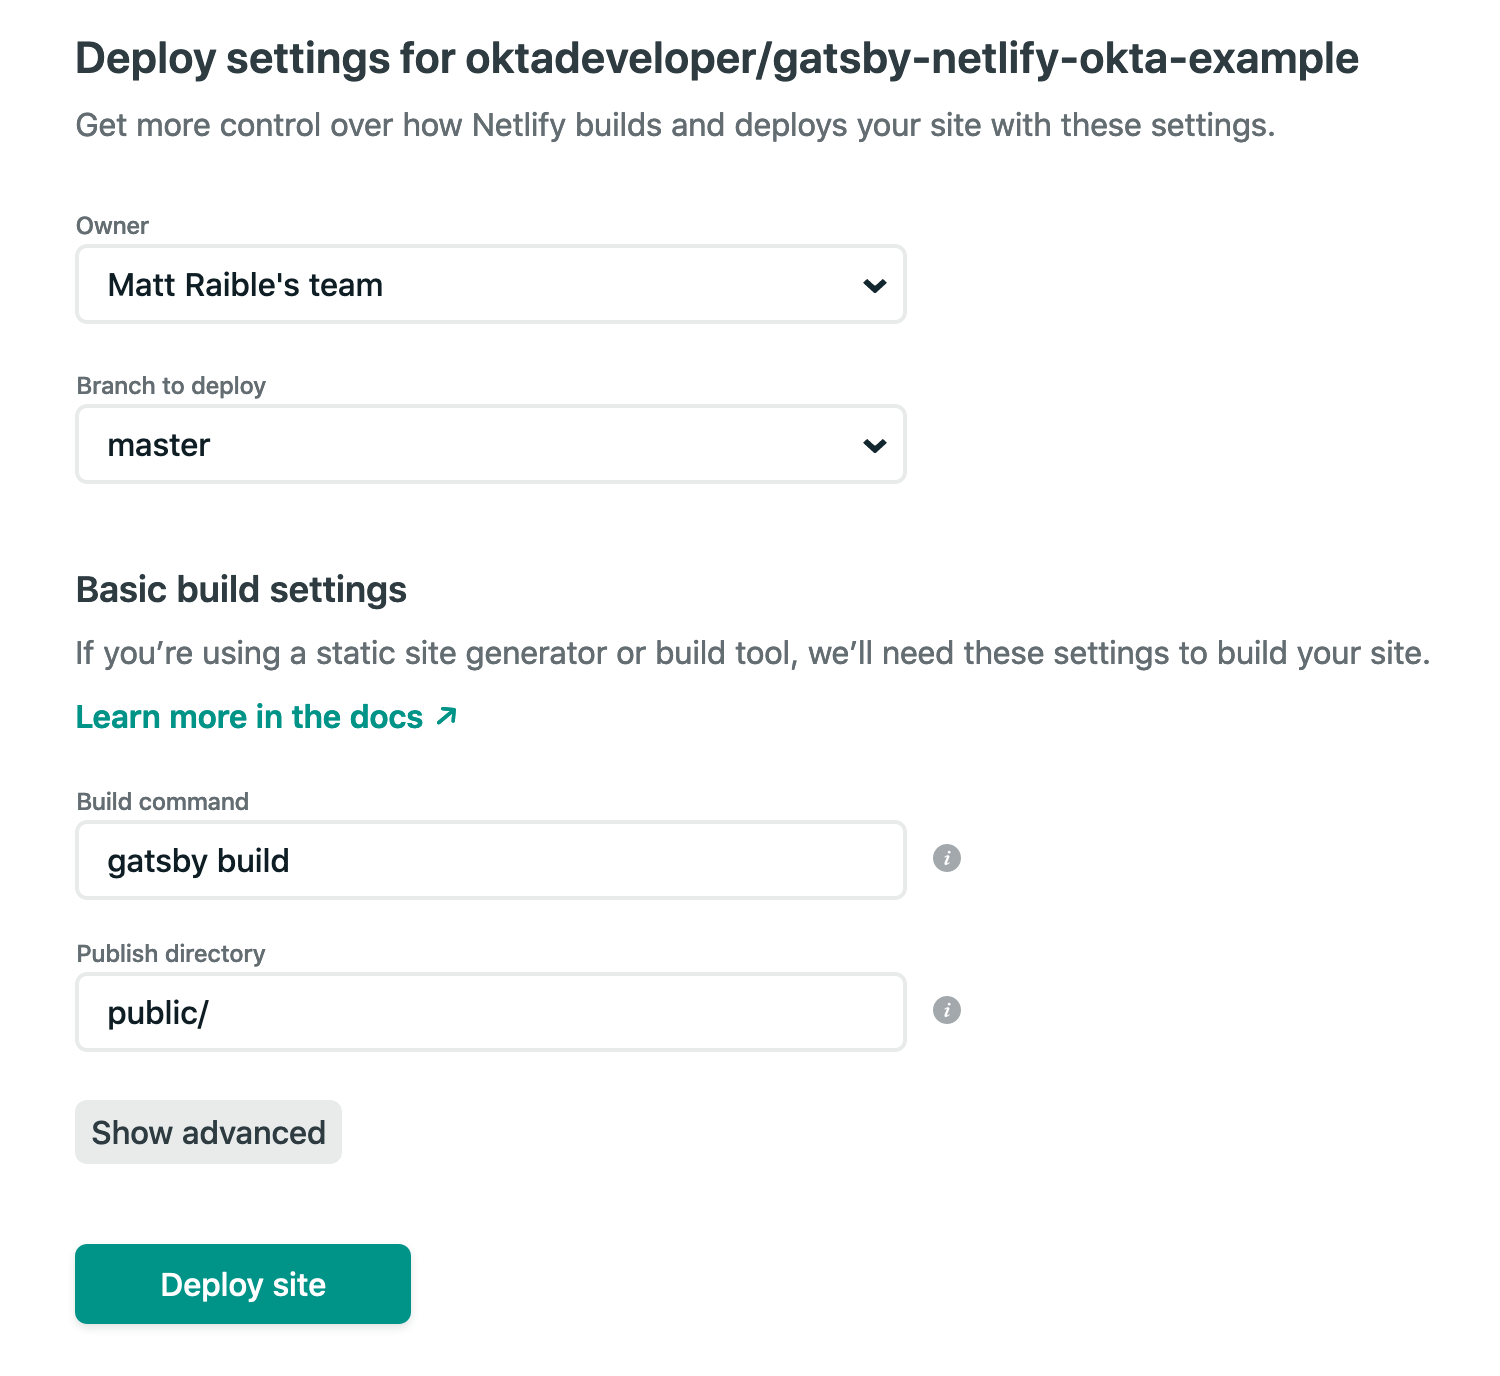 Deploy settings for oktadeveloper/gatsby-netlify-okta-example
Get more control over how Netlify builds and deploys your site with these settings.
Owner
Matt Raible's team
Branch to deploy
master
Basic build settings
If you’re using a static site generator or build tool, we’ll need these settings to build your site.
Learn more in the docs
Build command
gatsby build
i
Publish directory
public/
i
Show advanced
Deploy site